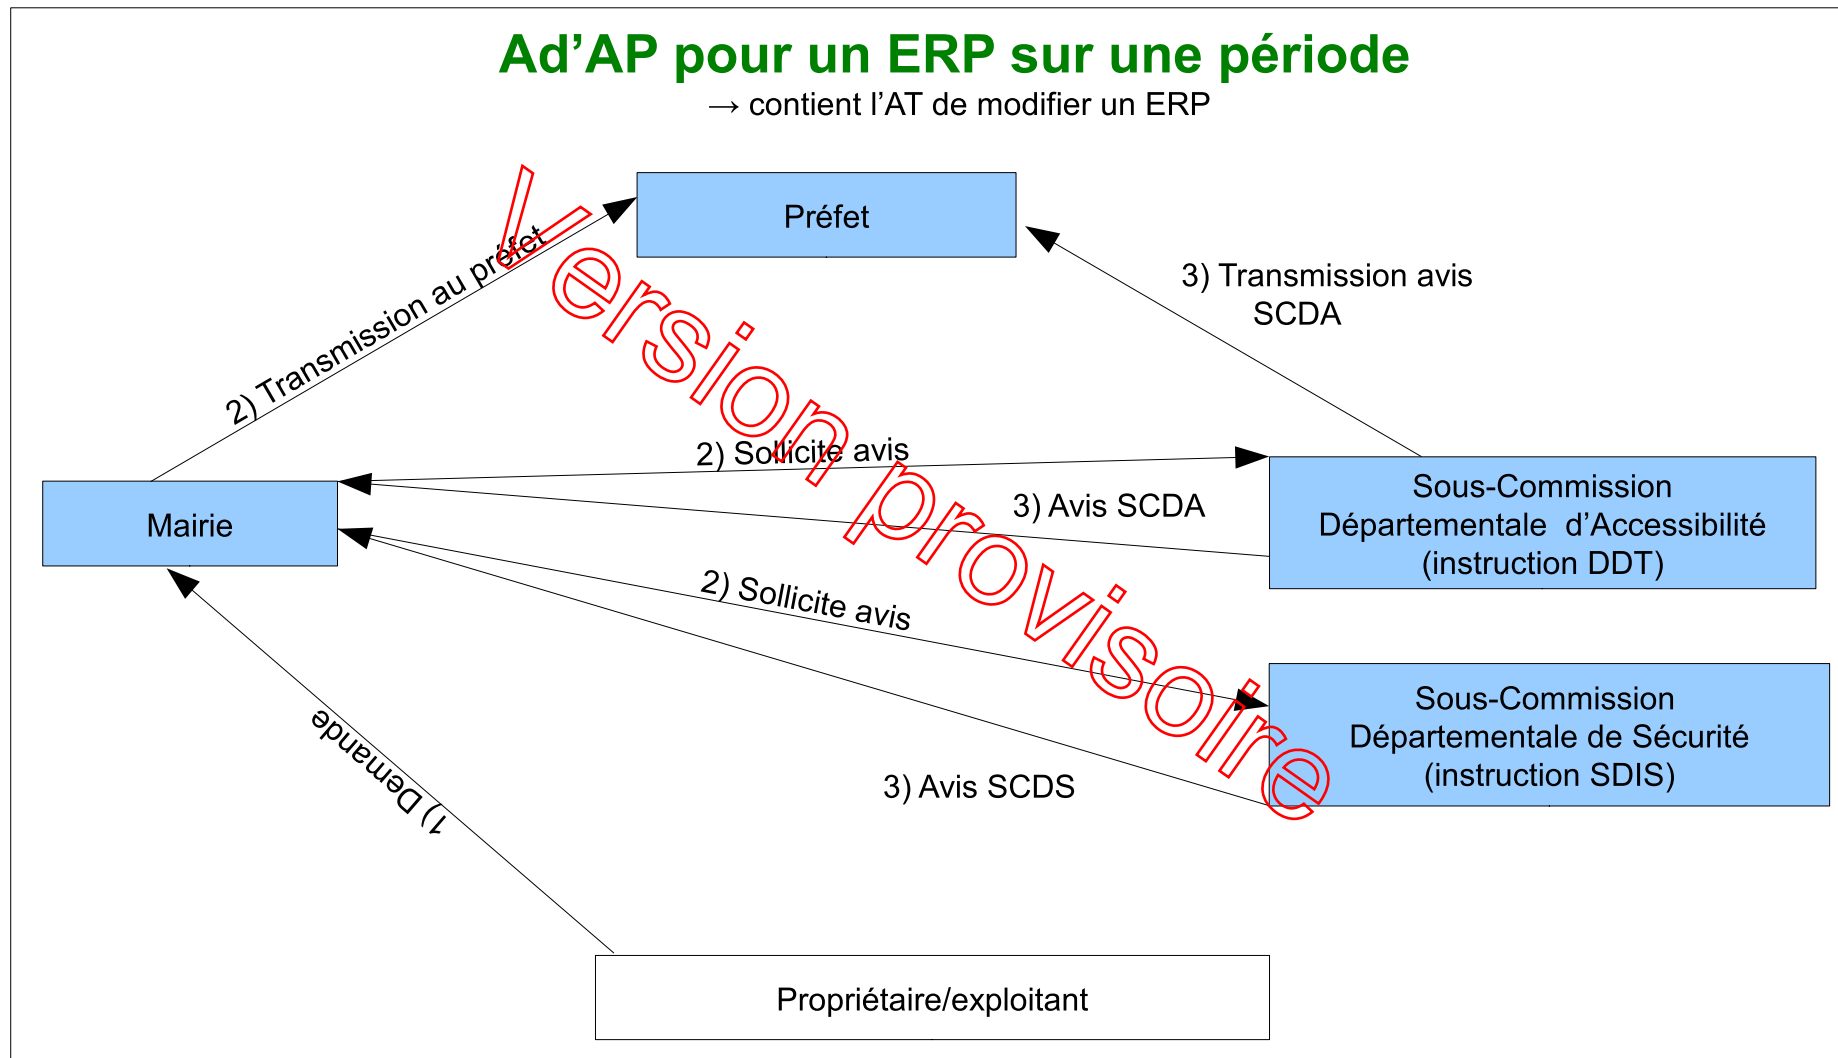 Ad’AP pour un ERP sur une période
→ contient l’AT de modifier un ERP
Préfet
2) Transmission au préfet
3) Transmission avis
SCDA
Version provisoire
2) Sollicite avis
3) Avis SCDA
Mairie
Sous-Commission
Départementale d’Accessibilité
(instruction DDT)
2) Sollicite avis
3) Avis SCDS
Sous-Commission
Départementale de Sécurité
(instruction SDIS)
1) Demande
Propriétaire/exploitant